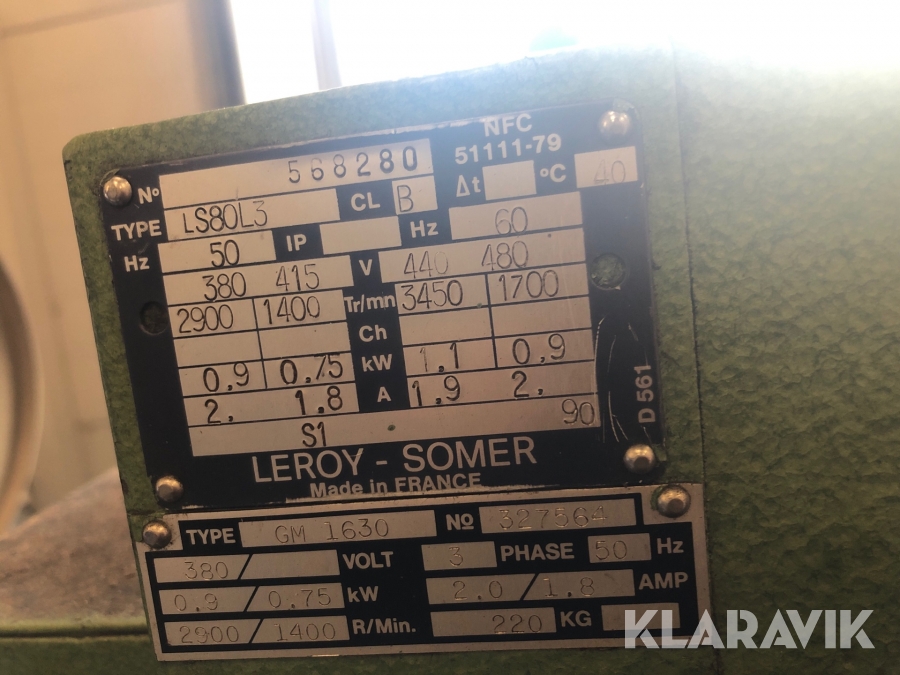 NFC
51111-79
Nº 568280
Δt °C 40
TYPE LS80L3 CL B
Hz 50 IP Hz 60
380 415 V 440 480
2900 1400 Tr/mn 3450 1700
Ch
0.9 0.75 kW 1.1 0.9
2. 1.8 A 1.9 2.
S1 90
D 561
LEROY - SOMER
Made in FRANCE
TYPE GM 1630 Nº 327564
380 / VOLT 3 PHASE 50 Hz
0.9 / 0.75 kW 2.0 / 1.8 AMP
2900 / 1400 R/Min. 220 KG
KLARAVIK